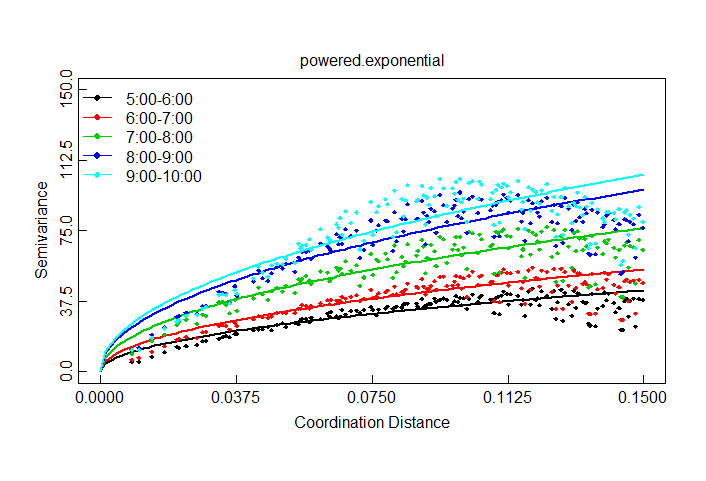 powered.exponential
150.0
112.5
75.0
37.5
0.0
Semivariance
5:00-6:00
6:00-7:00
7:00-8:00
8:00-9:00
9:00-10:00
0.0000 0.0375 0.0750 0.1125 0.1500
Coordination Distance